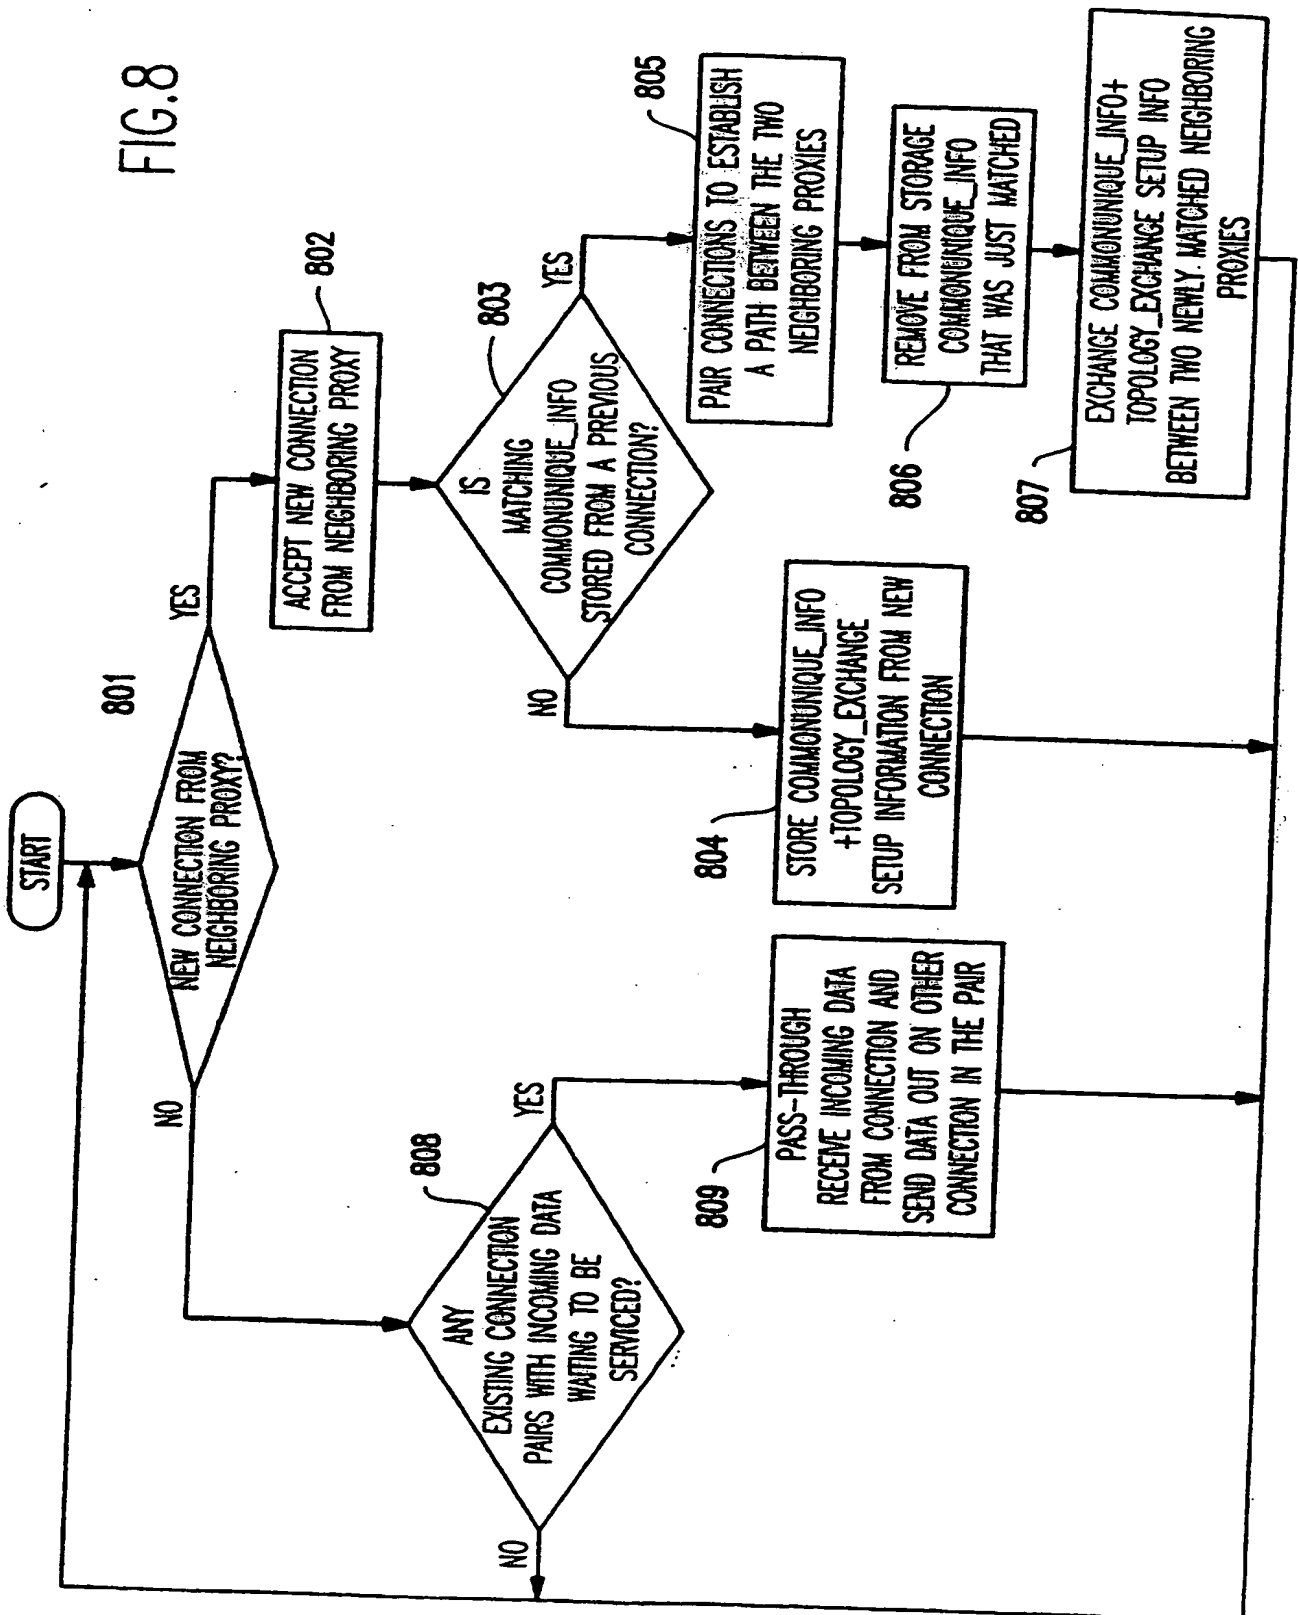 FIG.8
START
801
NEW CONNECTION FROM
NEIGHBORING PROXY?
YES
NO
802
ACCEPT NEW CONNECTION
FROM NEIGHBORING PROXY
803
IS
MATCHING
COMMONUNIQUE_INFO
STORED FROM A PREVIOUS
CONNECTION?
YES
NO
805
PAIR CONNECTIONS TO ESTABLISH
A PATH BETWEEN THE TWO
NEIGHBORING PROXIES
806
REMOVE FROM STORAGE
COMMONUNIQUE_INFO
THAT WAS JUST MATCHED
807
EXCHANGE COMMONUNIQUE_INFO+
TOPOLOGY_EXCHANGE SETUP INFO
BETWEEN TWO NEWLY MATCHED NEIGHBORING
PROXIES
804
STORE COMMONUNIQUE_INFO
+TOPOLOGY_EXCHANGE
SETUP INFORMATION FROM NEW
CONNECTION
808
ANY
EXISTING CONNECTION
PAIRS WITH INCOMING DATA
WAITING TO BE
SERVICED?
YES
NO
809
PASS-THROUGH
RECEIVE INCOMING DATA
FROM CONNECTION AND
SEND DATA OUT ON OTHER
CONNECTION IN THE PAIR